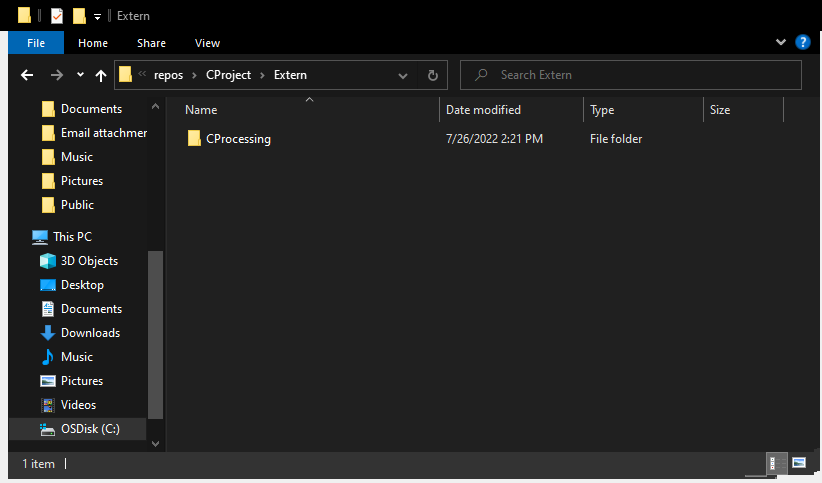 Extern
File Home Share View
« repos > CProject > Extern
Search Extern
Name Date modified Type Size
CProcessing 7/26/2022 2:21 PM File folder
Documents
Email attachmer
Music
Pictures
Public
This PC
3D Objects
Desktop
Documents
Downloads
Music
Pictures
Videos
OSDisk (C:)
1 item